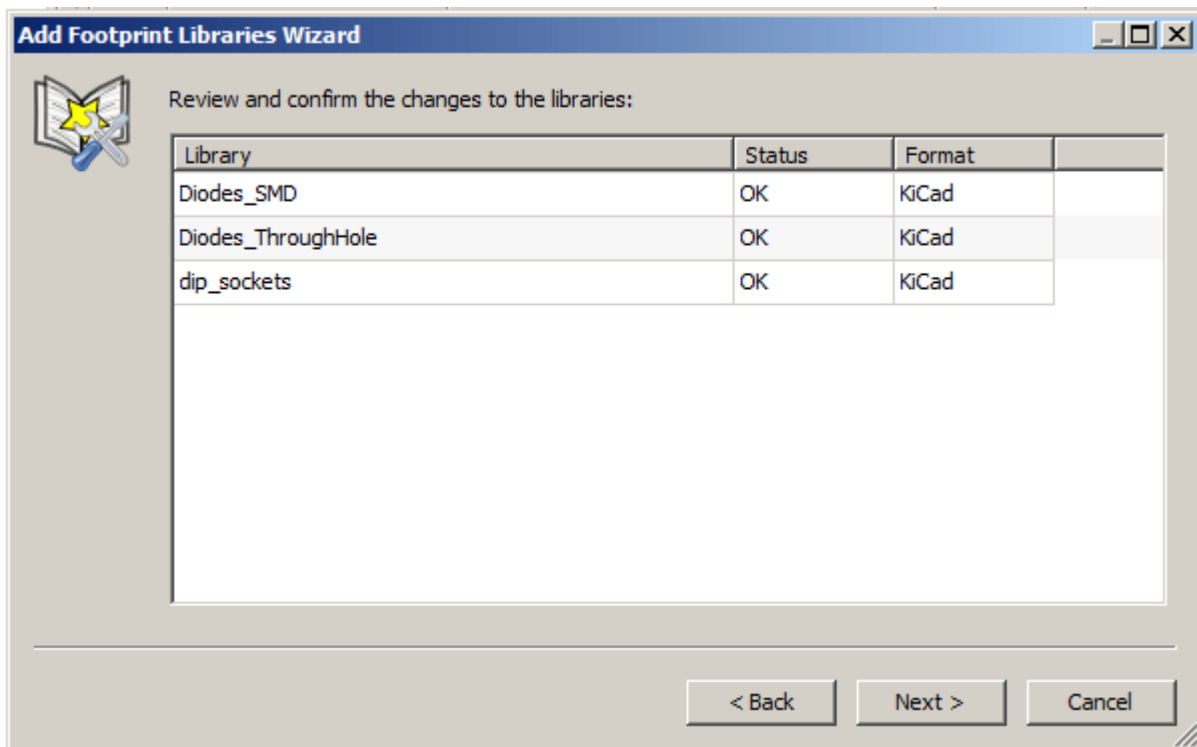 Add Footprint Libraries Wizard
Review and confirm the changes to the libraries:
Library Status Format
Diodes_SMD OK KiCad
Diodes_ThroughHole OK KiCad
dip_sockets OK KiCad
< Back Next > Cancel